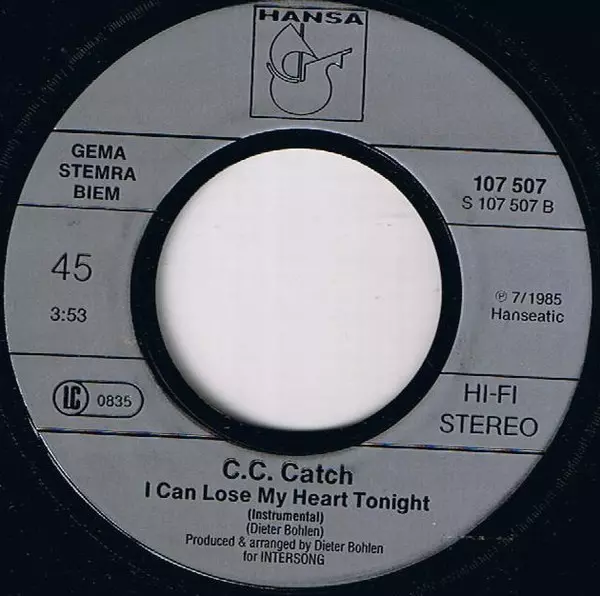 HANSA
GEMA
STEMRA
BIEM
107 507
S 107 507 B
45
3:53
℗ 7/1985
Hanseatic
LC 0835
HI-FI
STEREO
C.C. Catch
I Can Lose My Heart Tonight
(Instrumental)
(Dieter Bohlen)
Produced & arranged by Dieter Bohlen
for INTERSONG